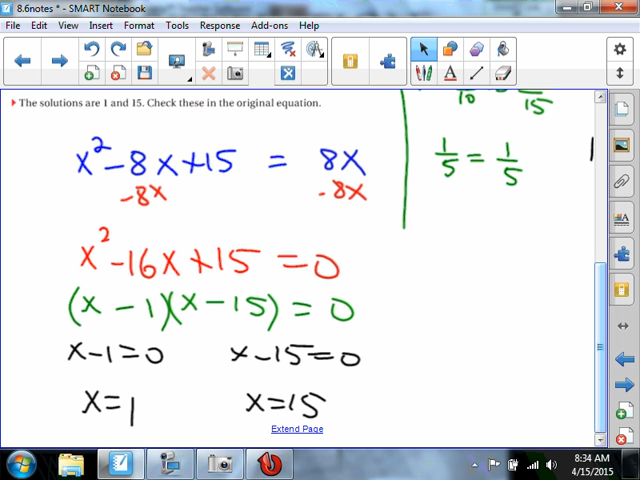 8.6notes * - SMART Notebook
File Edit View Insert Format Tools Response Add-ons Help
The solutions are 1 and 15. Check these in the original equation.
10 15
x² - 8x + 15 = 8x
-8x -8x
1/5 = 1/5
x² - 16x + 15 = 0
(x - 1)(x - 15) = 0
x - 1 = 0 x - 15 = 0
x = 1 x = 15
Extend Page
8:34 AM
4/15/2015